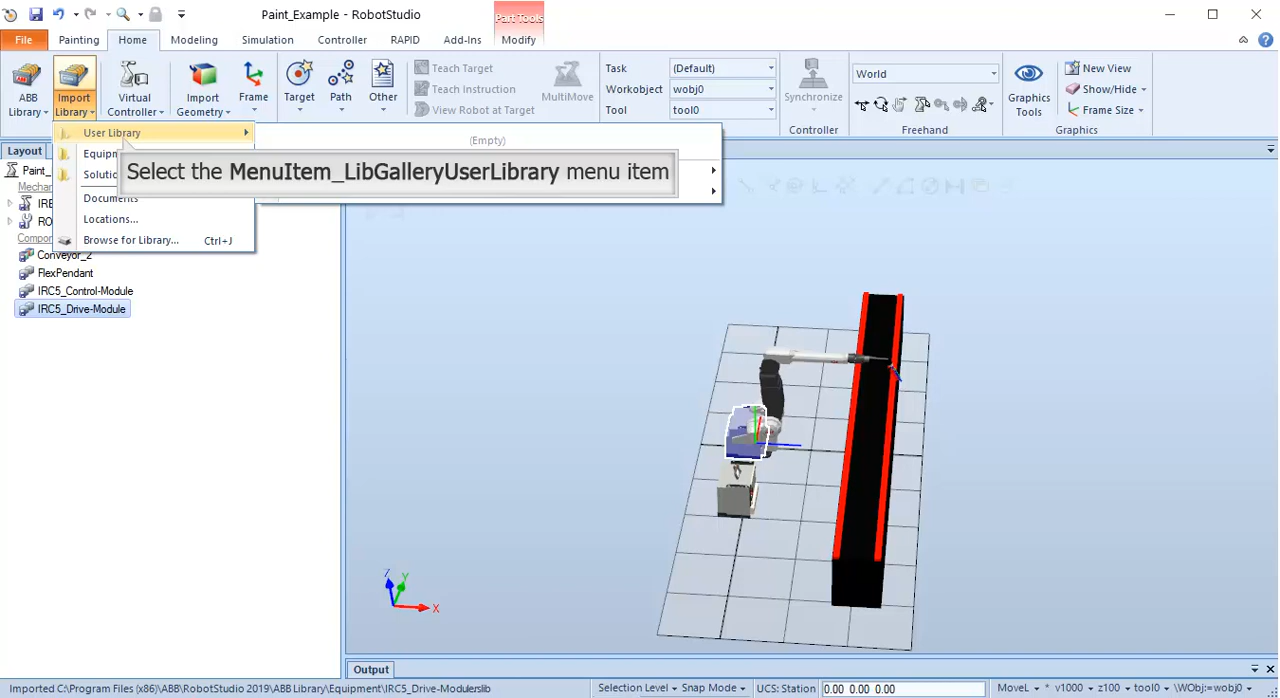 Paint_Example - RobotStudio
Part Tools
File
Painting
Home
Modeling
Simulation
Controller
RAPID
Add-Ins
Modify
ABB
Library
Import
Library
Virtual
Controller
Import
Geometry
Frame
Target
Path
Other
Teach Target
Teach Instruction
View Robot at Target
MultiMove
Task
(Default)
Workobject
wobj0
Tool
tool0
Synchronize
Controller
World
Freehand
Graphics
Tools
New View
Show/Hide
Frame Size
Graphics
User Library
(Empty)
Select the MenuItem_LibGalleryUserLibrary menu item
Documents
Locations...
Browse for Library... Ctrl+J
Layout
Paint_
Conveyor_2
FlexPendant
IRC5_Control-Module
IRC5_Drive-Module
Z
Y
X
Output
Imported C:\Program Files (x86)\ABB\RobotStudio 2019\ABB Library\Equipment\IRC5_Drive-Modulerslib
Selection Level
Snap Mode
UCS: Station
0.00 0.00 0.00
MoveL * v1000 z100 tool0 \WObj:=wobj0